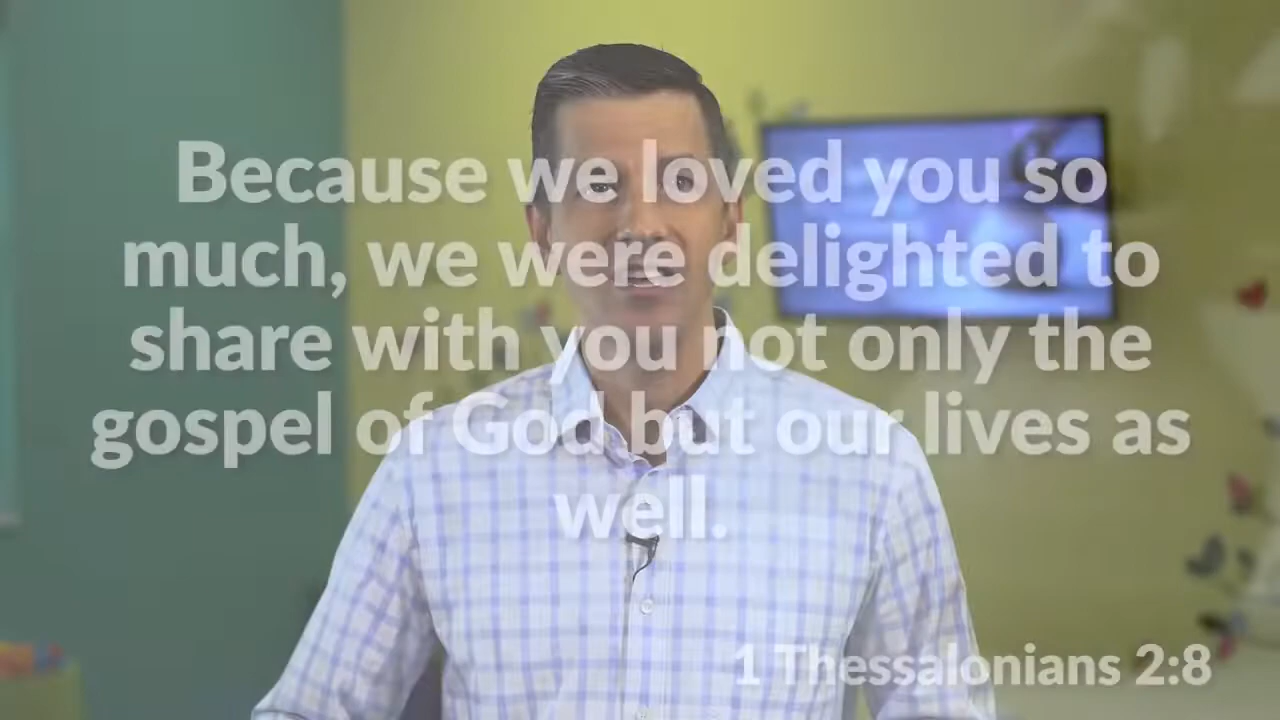 Because we loved you so
much, we were delighted to
share with you not only the
gospel of God but our lives as
well.
1 Thessalonians 2:8